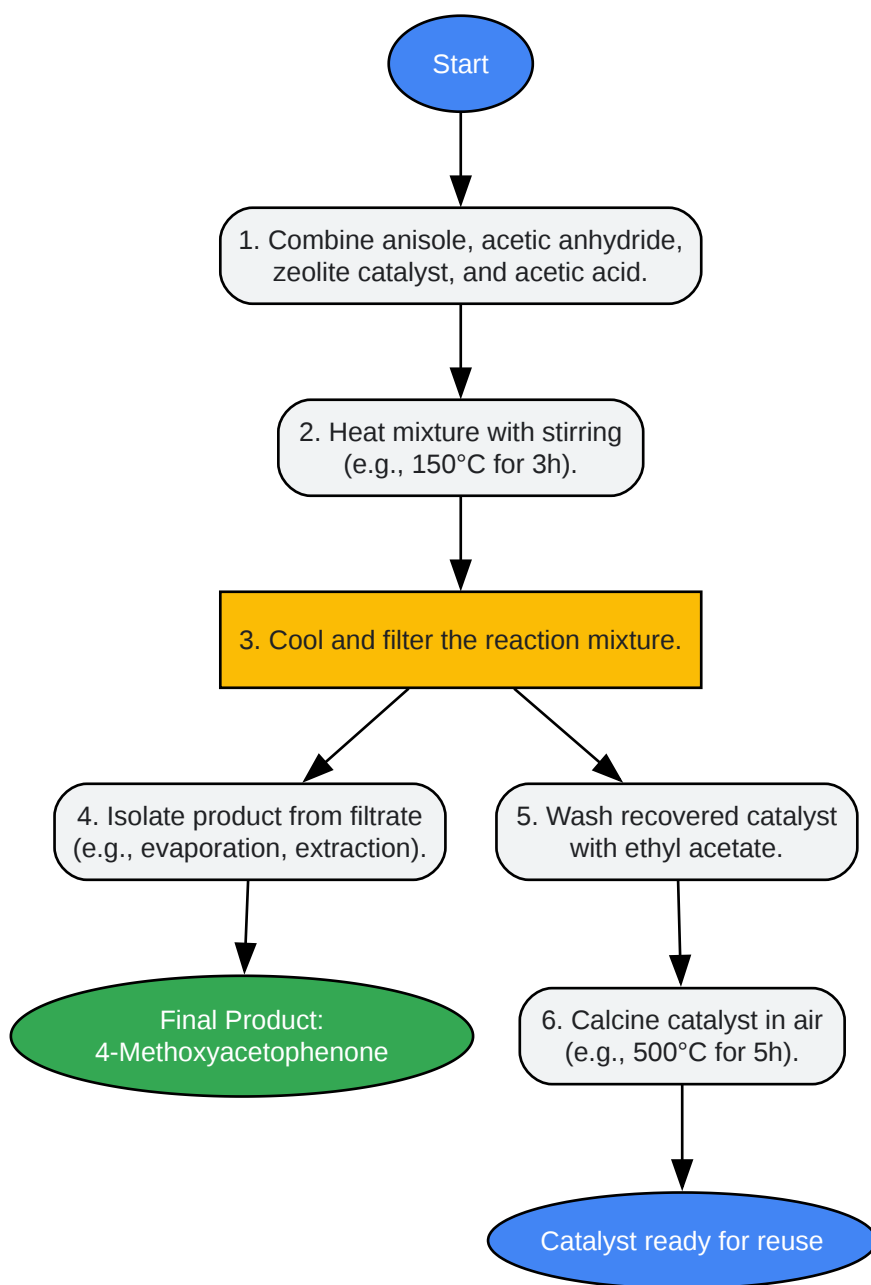 Start
1. Combine anisole, acetic anhydride,
zeolite catalyst, and acetic acid.
2. Heat mixture with stirring
(e.g., 150°C for 3h).
3. Cool and filter the reaction mixture.
4. Isolate product from filtrate
(e.g., evaporation, extraction).
5. Wash recovered catalyst
with ethyl acetate.
Final Product:
4-Methoxyacetophenone
6. Calcine catalyst in air
(e.g., 500°C for 5h).
Catalyst ready for reuse